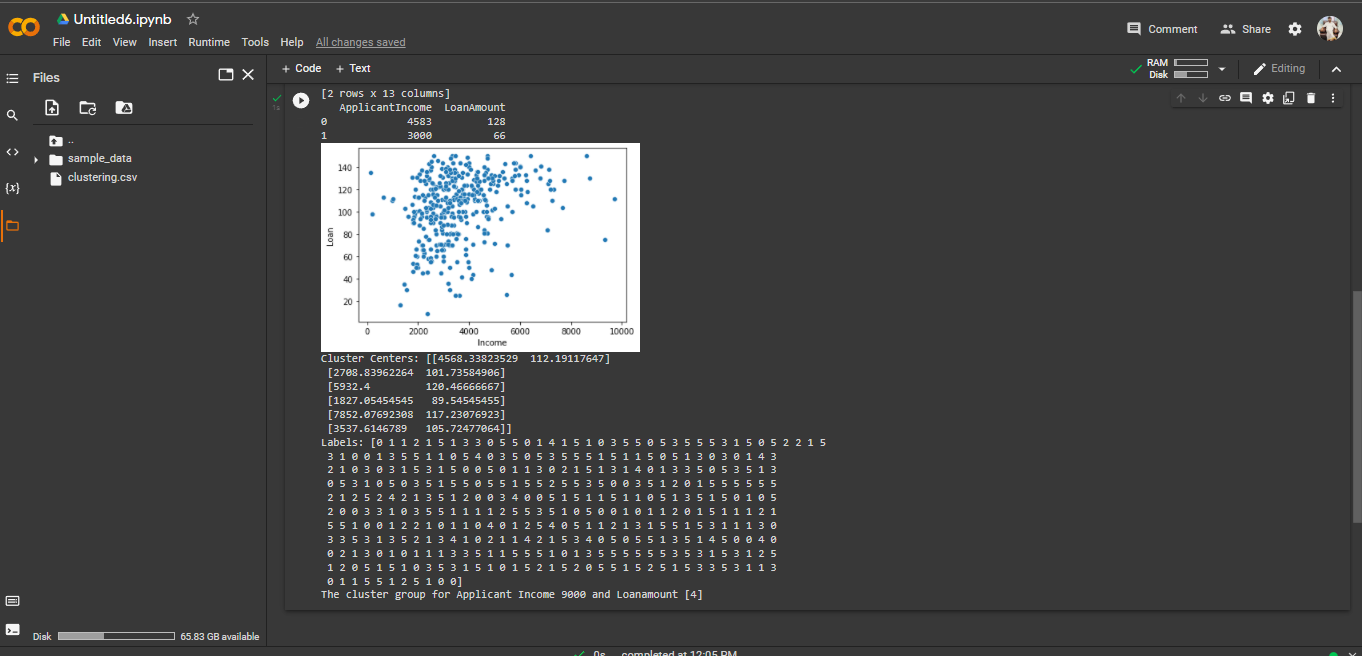 Untitled6.ipynb
File Edit View Insert Runtime Tools Help All changes saved
Comment Share
Files
+ Code + Text
RAM
Disk
Editing
..
sample_data
clustering.csv
{x}
[2 rows x 13 columns]
ApplicantIncome LoanAmount
0 4583 128
1 3000 66
140
120
100
80
60
40
20
Loan
0 2000 4000 6000 8000 10000
Income
Cluster Centers: [[4568.33823529 112.19117647]
[2708.83962264 101.73584906]
[5932.4 120.46666667]
[1827.05454545 89.54545455]
[7852.07692308 117.23076923]
[3537.6146789 105.72477064]]
Labels: [0 1 1 2 1 5 1 3 3 0 5 5 0 1 4 1 5 1 0 3 5 5 0 5 3 5 5 5 3 1 5 0 5 2 2 1 5
3 1 0 0 1 3 5 5 1 1 0 5 4 0 3 5 0 5 3 5 5 5 1 5 1 1 5 0 5 1 3 0 3 0 1 4 3
2 1 0 3 0 3 1 5 3 1 5 0 0 5 0 1 1 3 0 2 1 5 1 3 1 4 0 1 3 3 5 0 5 3 5 1 3
0 5 3 1 0 5 0 3 5 1 5 5 0 5 5 1 5 5 2 5 5 3 5 0 0 3 5 1 2 0 1 5 5 5 5 5 5
2 1 2 5 2 4 2 1 3 5 1 2 0 0 3 4 0 0 5 1 5 1 1 5 1 1 0 5 1 3 5 1 5 0 1 0 5
2 0 0 3 3 1 0 3 5 5 1 1 1 1 2 5 5 3 5 1 0 5 0 0 1 0 1 1 2 0 1 5 1 1 1 2 1
5 5 1 0 0 1 2 2 1 0 1 1 0 4 0 1 2 5 4 0 5 1 1 2 1 3 1 5 5 1 5 3 1 1 1 3 0
3 3 5 3 1 3 5 2 1 3 4 1 0 2 1 1 4 2 1 5 3 4 0 5 0 5 5 1 3 5 1 4 5 0 0 4 0
0 2 1 3 0 1 0 1 1 1 3 3 5 1 1 5 5 5 1 0 1 3 5 5 5 5 5 5 5 3 5 3 1 5 3 1 2 5
1 2 0 5 1 5 1 0 3 5 3 1 5 1 0 1 5 2 1 5 2 0 5 5 1 5 2 5 1 5 3 3 5 3 1 1 3
0 1 1 5 5 1 2 5 1 0 0]
The cluster group for Applicant Income 9000 and Loanamount [4]
Disk 65.83 GB available
0s completed at 12:05 PM